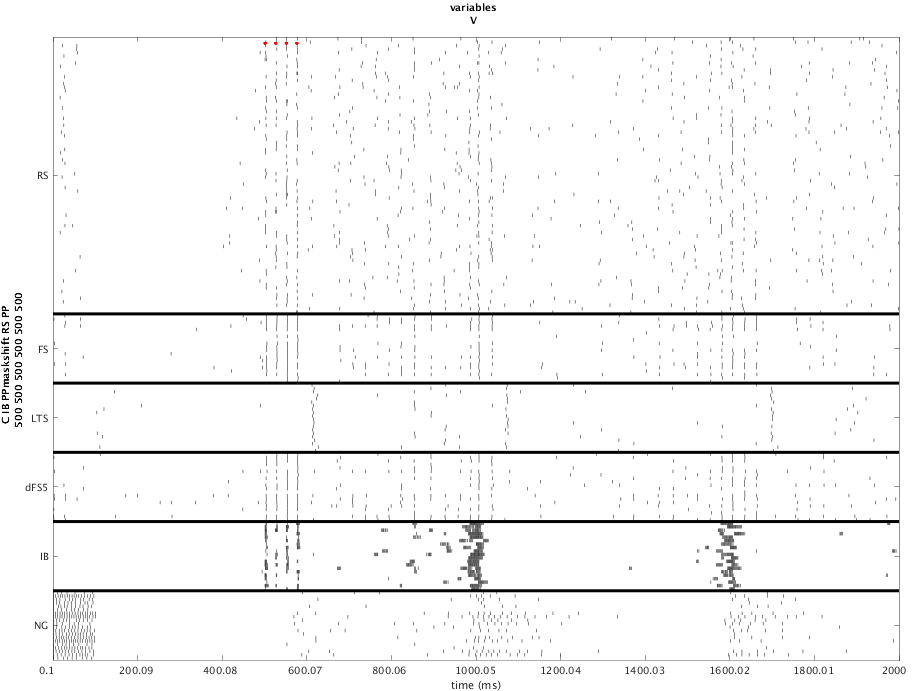 variables
V
RS
FS
LTS
dFS5
IB
NG
C IB PPmaskshift RS PP
500 500 500 500 500 500 500
0.1 200.09 400.08 600.07 800.06 1000.05 1200.04 1400.03 1600.02 1800.01 2000
time (ms)